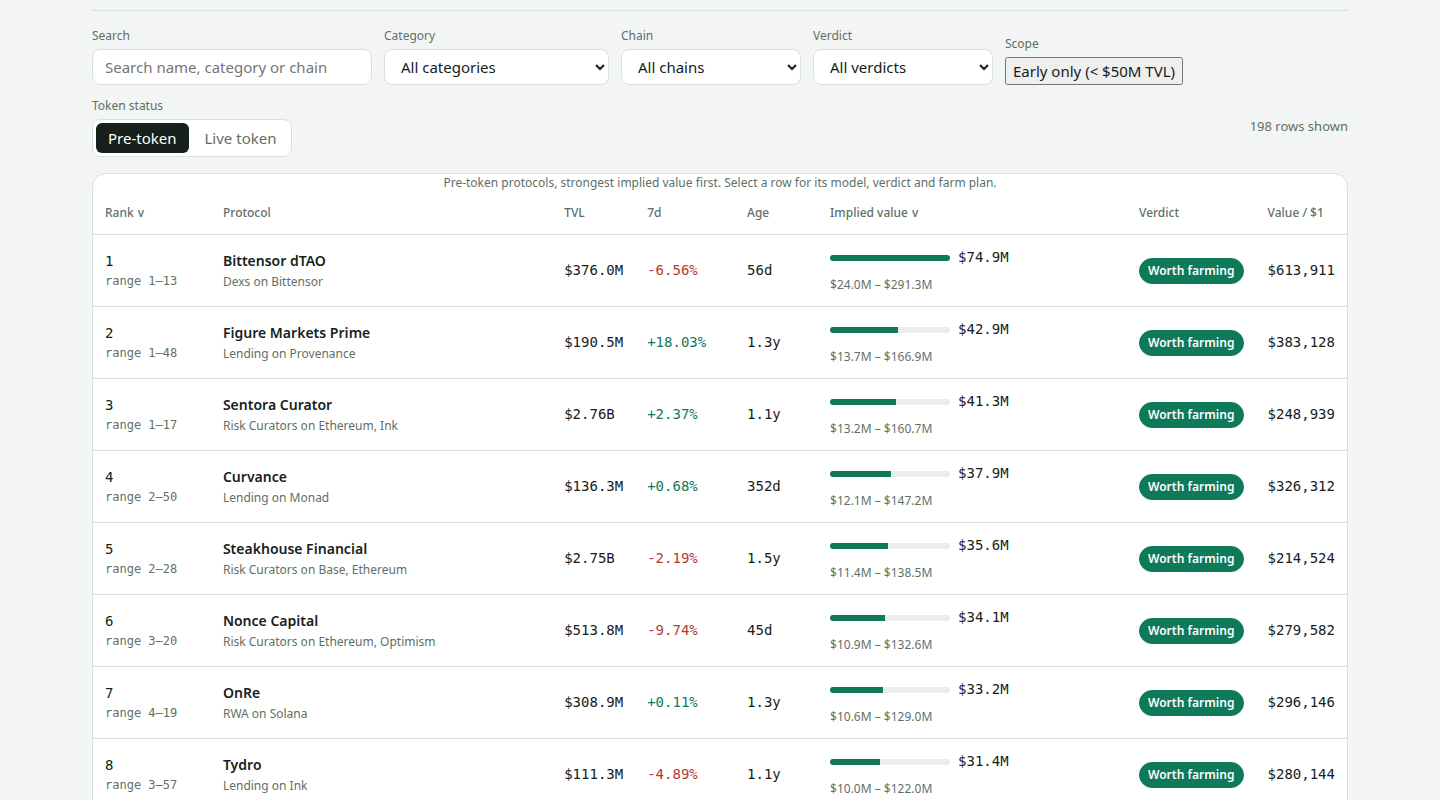 Search
Category
Chain
Verdict
Scope
Search name, category or chain
All categories
All chains
All verdicts
Early only (< $50M TVL)
Token status
Pre-token
Live token
198 rows shown
Pre-token protocols, strongest implied value first. Select a row for its model, verdict and farm plan.
Rank v Protocol TVL 7d Age Implied value v Verdict Value / $1
1 Bittensor dTAO $376.0M -6.56% 56d $74.9M Worth farming $613,911
range 1–13 Dexs on Bittensor $24.0M – $291.3M
2 Figure Markets Prime $190.5M +18.03% 1.3y $42.9M Worth farming $383,128
range 1–48 Lending on Provenance $13.7M – $166.9M
3 Sentora Curator $2.76B +2.37% 1.1y $41.3M Worth farming $248,939
range 1–17 Risk Curators on Ethereum, Ink $13.2M – $160.7M
4 Curvance $136.3M +0.68% 352d $37.9M Worth farming $326,312
range 2–50 Lending on Monad $12.1M – $147.2M
5 Steakhouse Financial $2.75B -2.19% 1.5y $35.6M Worth farming $214,524
range 2–28 Risk Curators on Base, Ethereum $11.4M – $138.5M
6 Nonce Capital $513.8M -9.74% 45d $34.1M Worth farming $279,582
range 3–20 Risk Curators on Ethereum, Optimism $10.9M – $132.6M
7 OnRe $308.9M +0.11% 1.3y $33.2M Worth farming $296,146
range 4–19 RWA on Solana $10.6M – $129.0M
8 Tydro $111.3M -4.89% 1.1y $31.4M Worth farming $280,144
range 3–57 Lending on Ink $10.0M – $122.0M